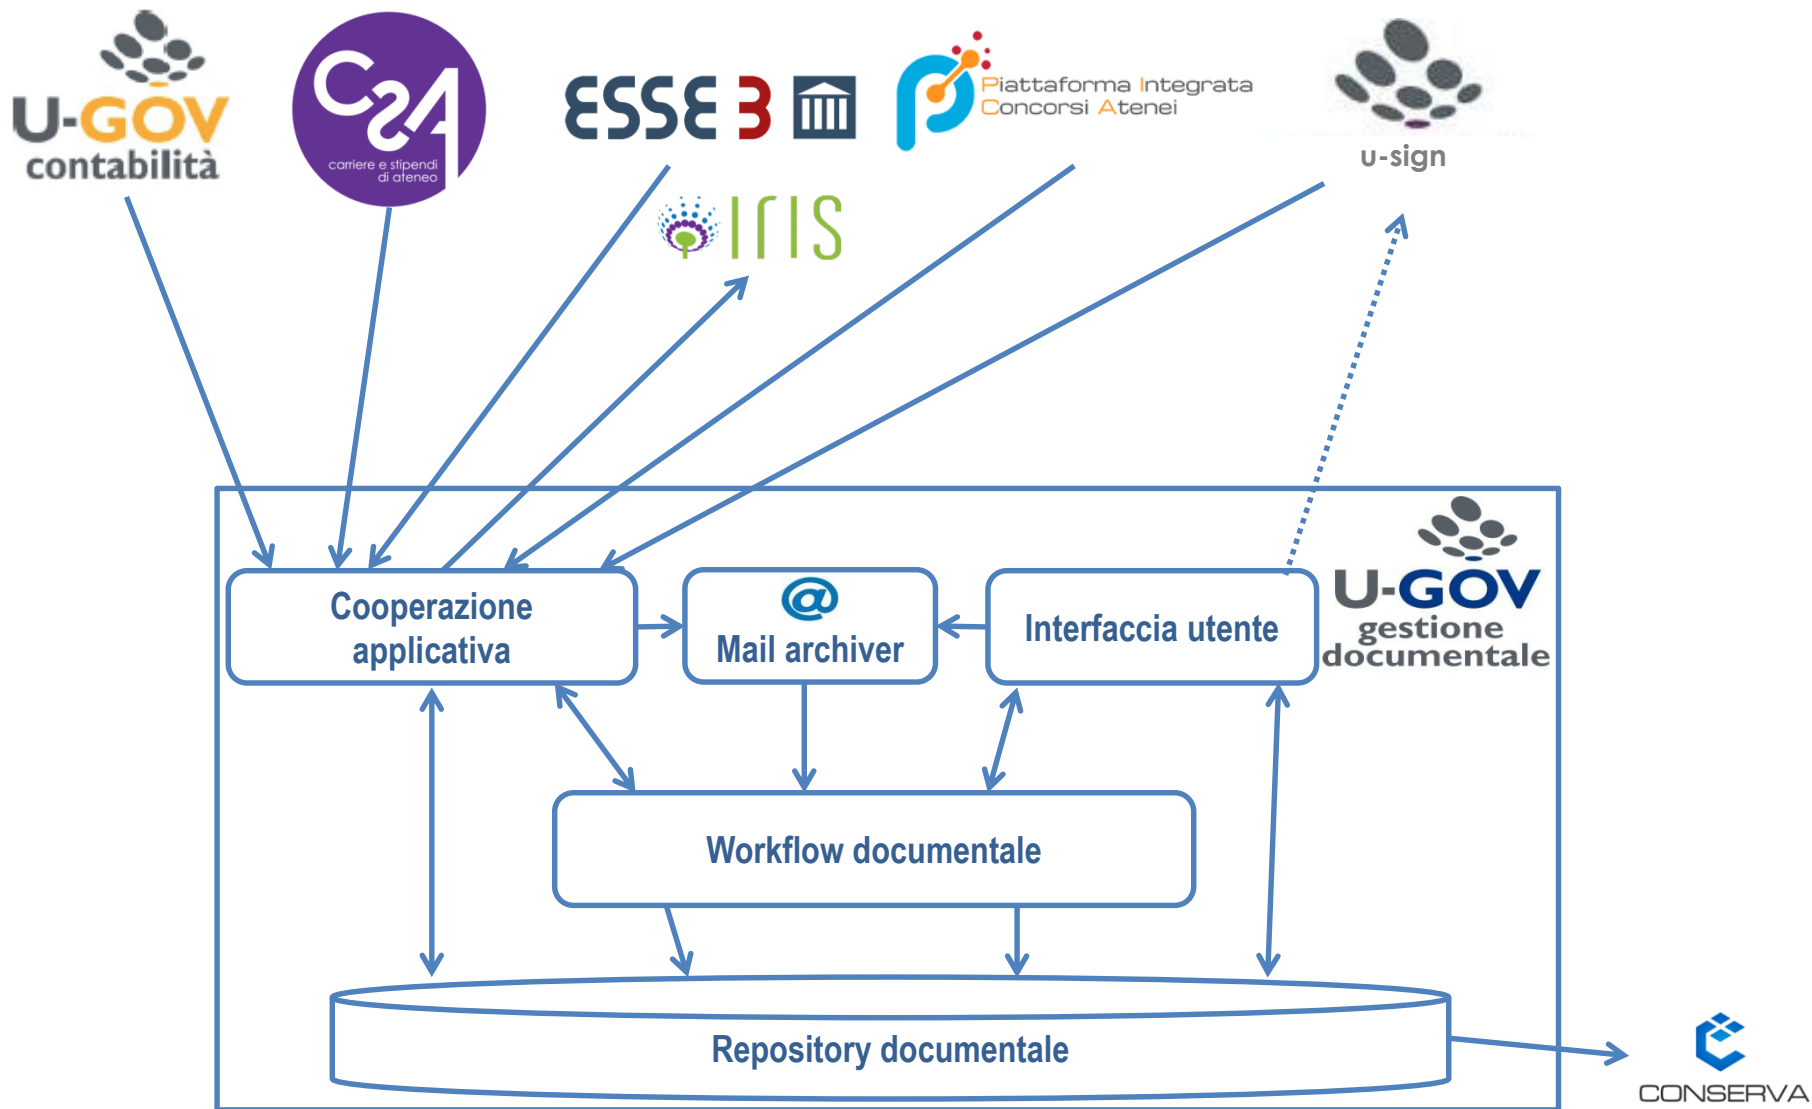 U-GOV
contabilità
CSA
carriere e stipendi
di ateneo
ESSE3
IRIS
Piattaforma Integrata
Concorsi Atenei
u-sign
U-GOV
gestione
documentale
Cooperazione
applicativa
@
Mail archiver
Interfaccia utente
Workflow documentale
Repository documentale
CONSERVA